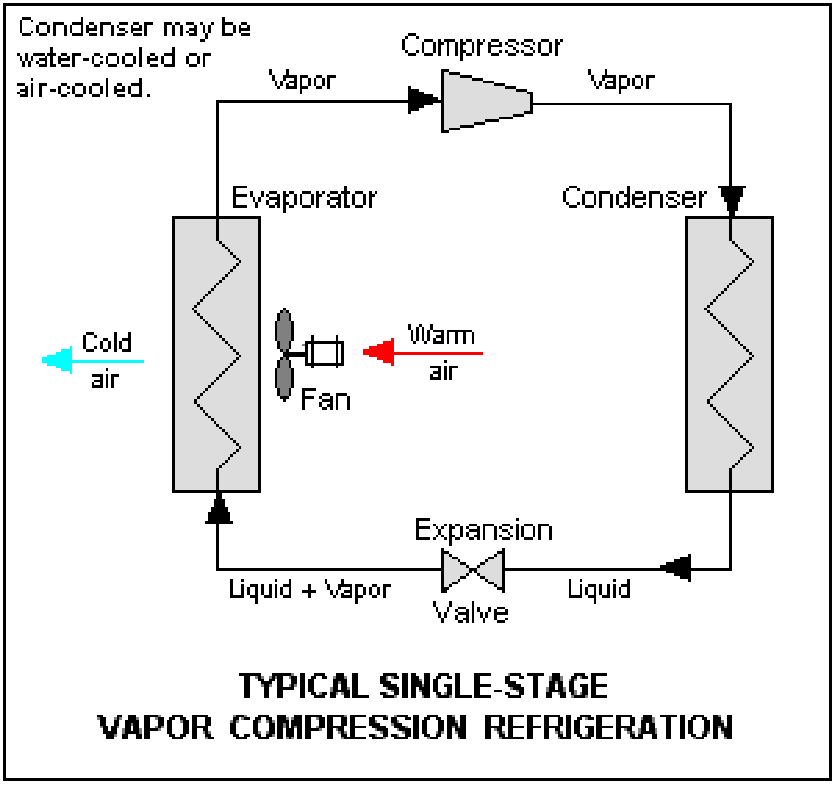 Condenser may be
water-cooled or
air-cooled.
Compressor
Vapor
Vapor
Evaporator
Condenser
Cold
air
Warm
air
Fan
Expansion
Valve
Liquid + Vapor
Liquid
TYPICAL SINGLE-STAGE
VAPOR COMPRESSION REFRIGERATION